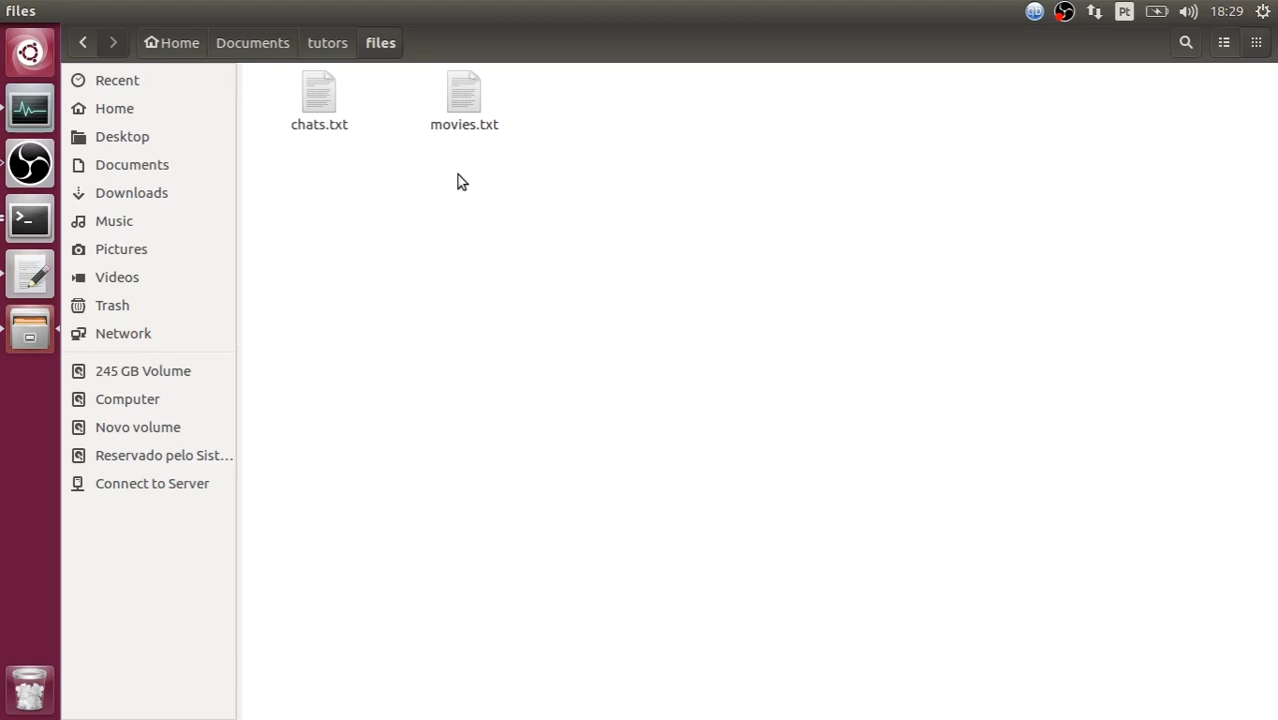 files
Pt
18:29
Home
Documents
tutors
files
Recent
Home
Desktop
Documents
Downloads
Music
Pictures
Videos
Trash
Network
245 GB Volume
Computer
Novo volume
Reservado pelo Sist...
Connect to Server
chats.txt
movies.txt